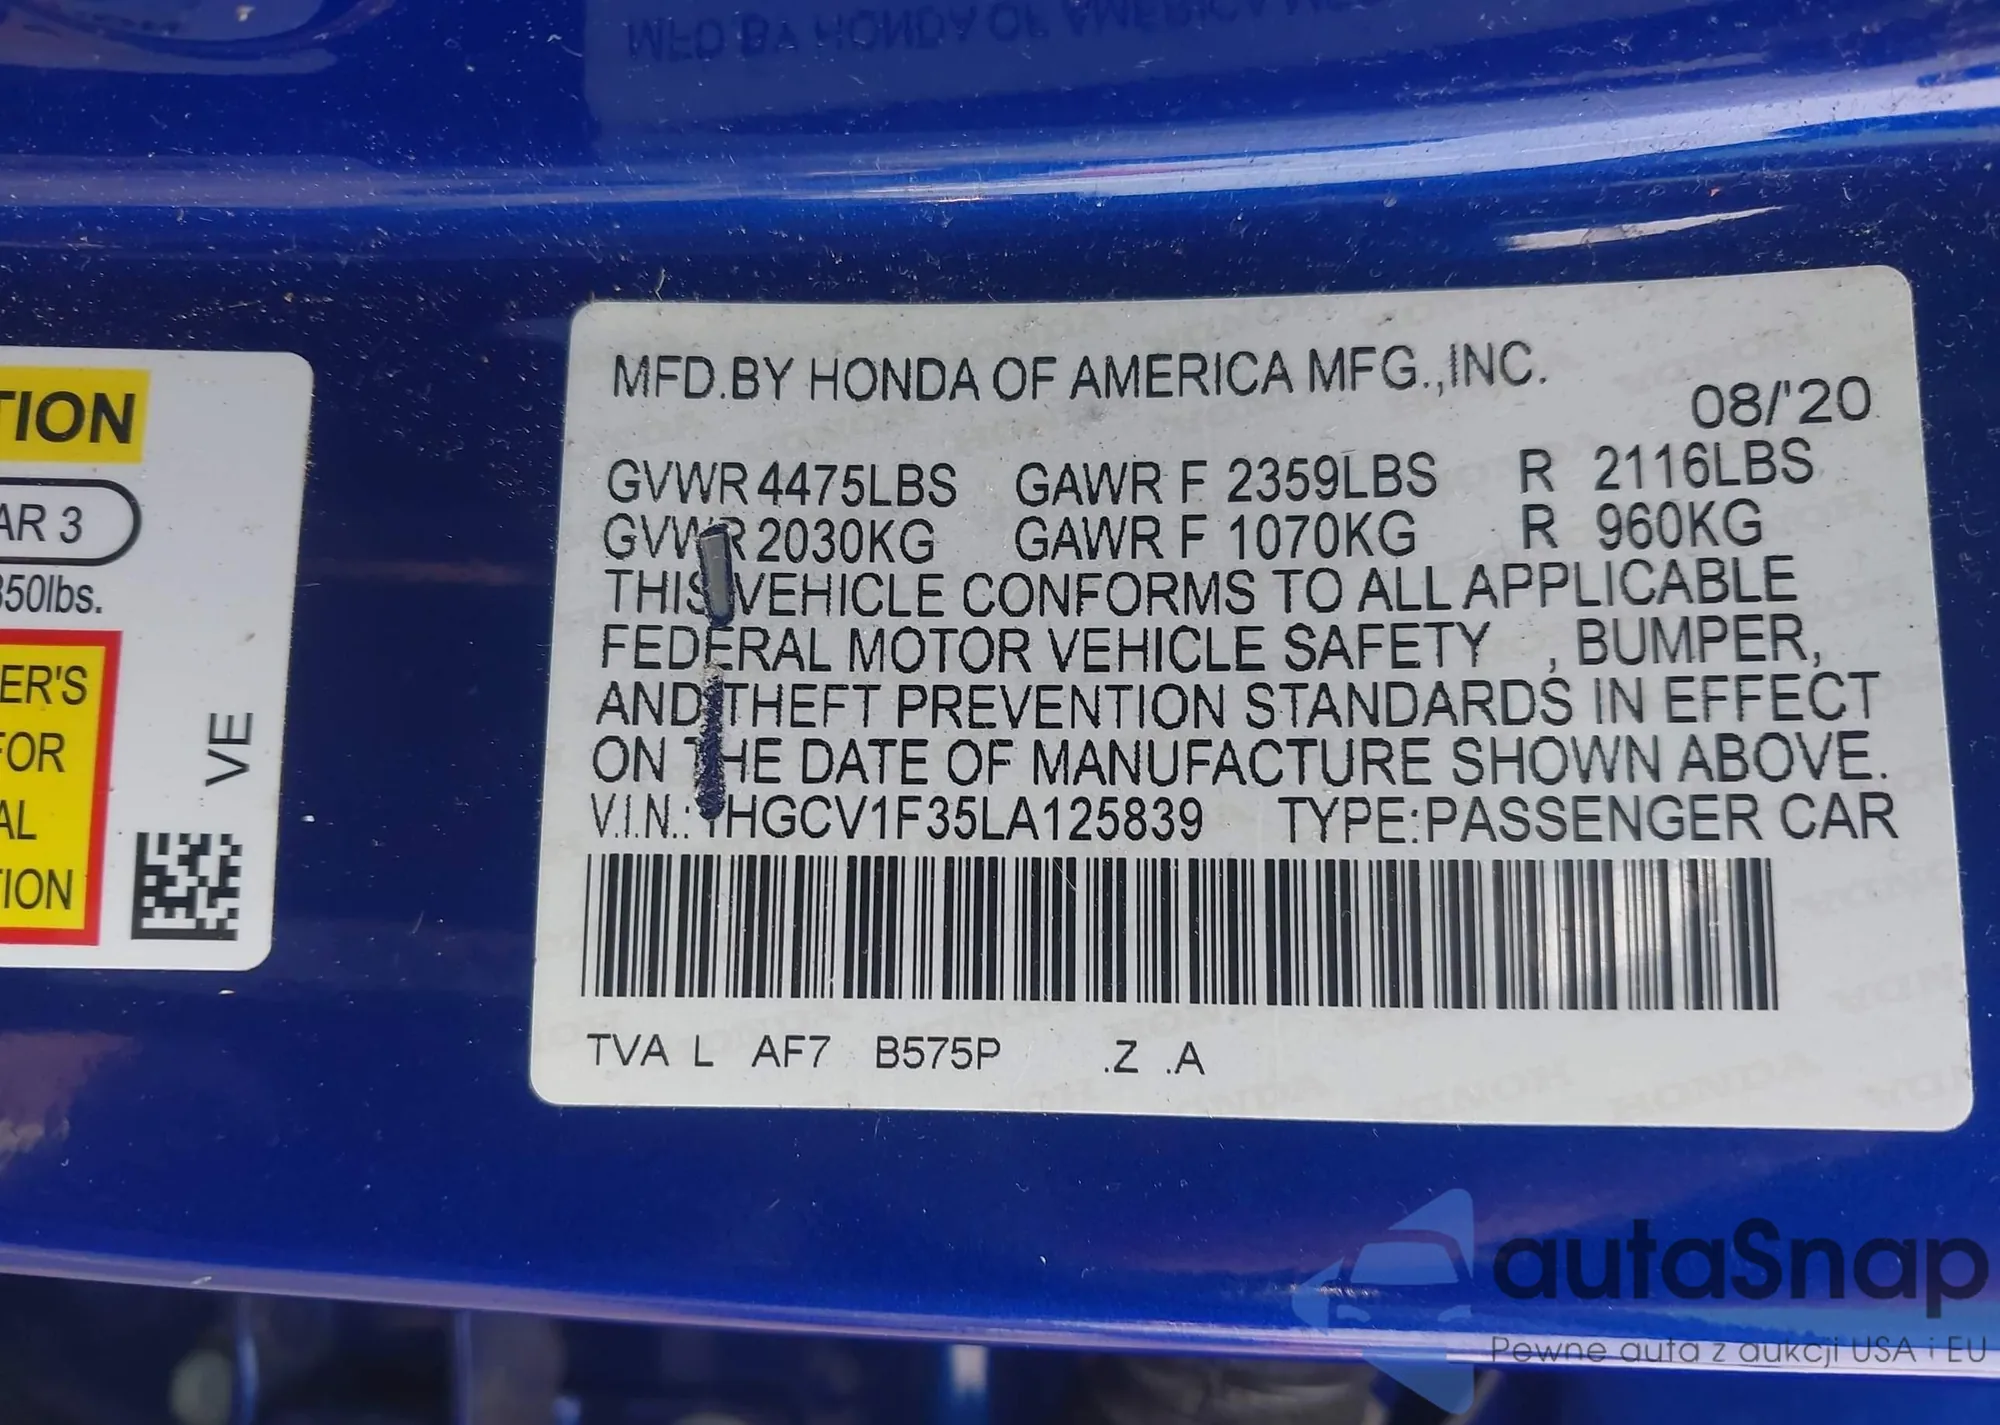 MFD.BY HONDA OF AMERICA MFG.,INC.
08/'20
GVWR 4475LBS GAWR F 2359LBS R 2116LBS
GVWR 2030KG GAWR F 1070KG R 960KG
THIS VEHICLE CONFORMS TO ALL APPLICABLE
FEDERAL MOTOR VEHICLE SAFETY , BUMPER,
AND THEFT PREVENTION STANDARDS IN EFFECT
ON THE DATE OF MANUFACTURE SHOWN ABOVE.
V.I.N.: 1HGCV1F35LA125839 TYPE:PASSENGER CAR
TVA L AF7 B575P .Z .A
TION
AR 3
350lbs.
ER'S
FOR
AL
TION
VE
autaSnap
Pewne auta z aukcji USA i EU